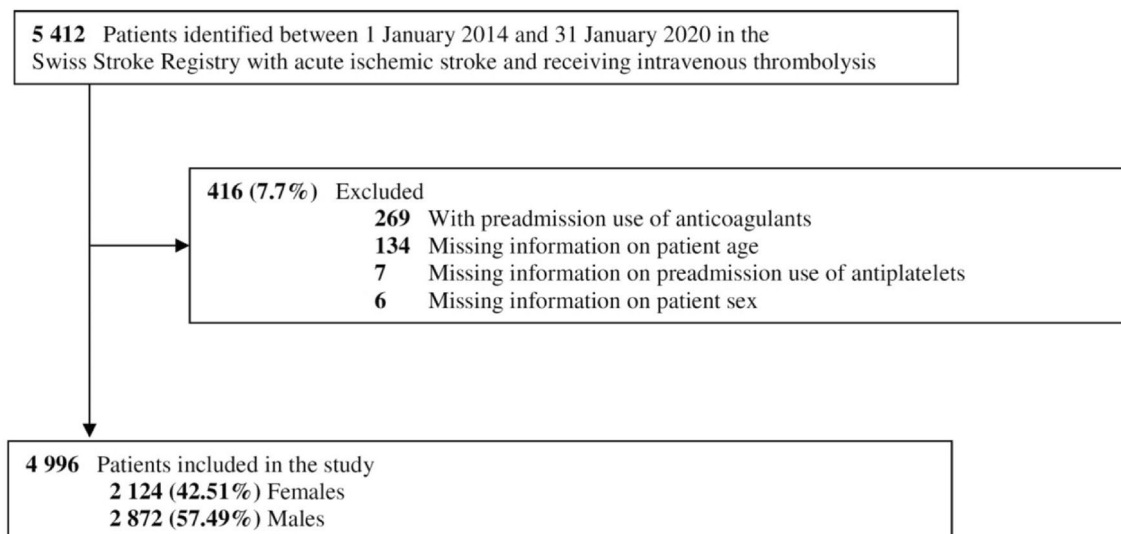 5 412 Patients identified between 1 January 2014 and 31 January 2020 in the
Swiss Stroke Registry with acute ischemic stroke and receiving intravenous thrombolysis
416 (7.7%) Excluded
269 With preadmission use of anticoagulants
134 Missing information on patient age
7 Missing information on preadmission use of antiplatelets
6 Missing information on patient sex
4 996 Patients included in the study
2 124 (42.51%) Females
2 872 (57.49%) Males